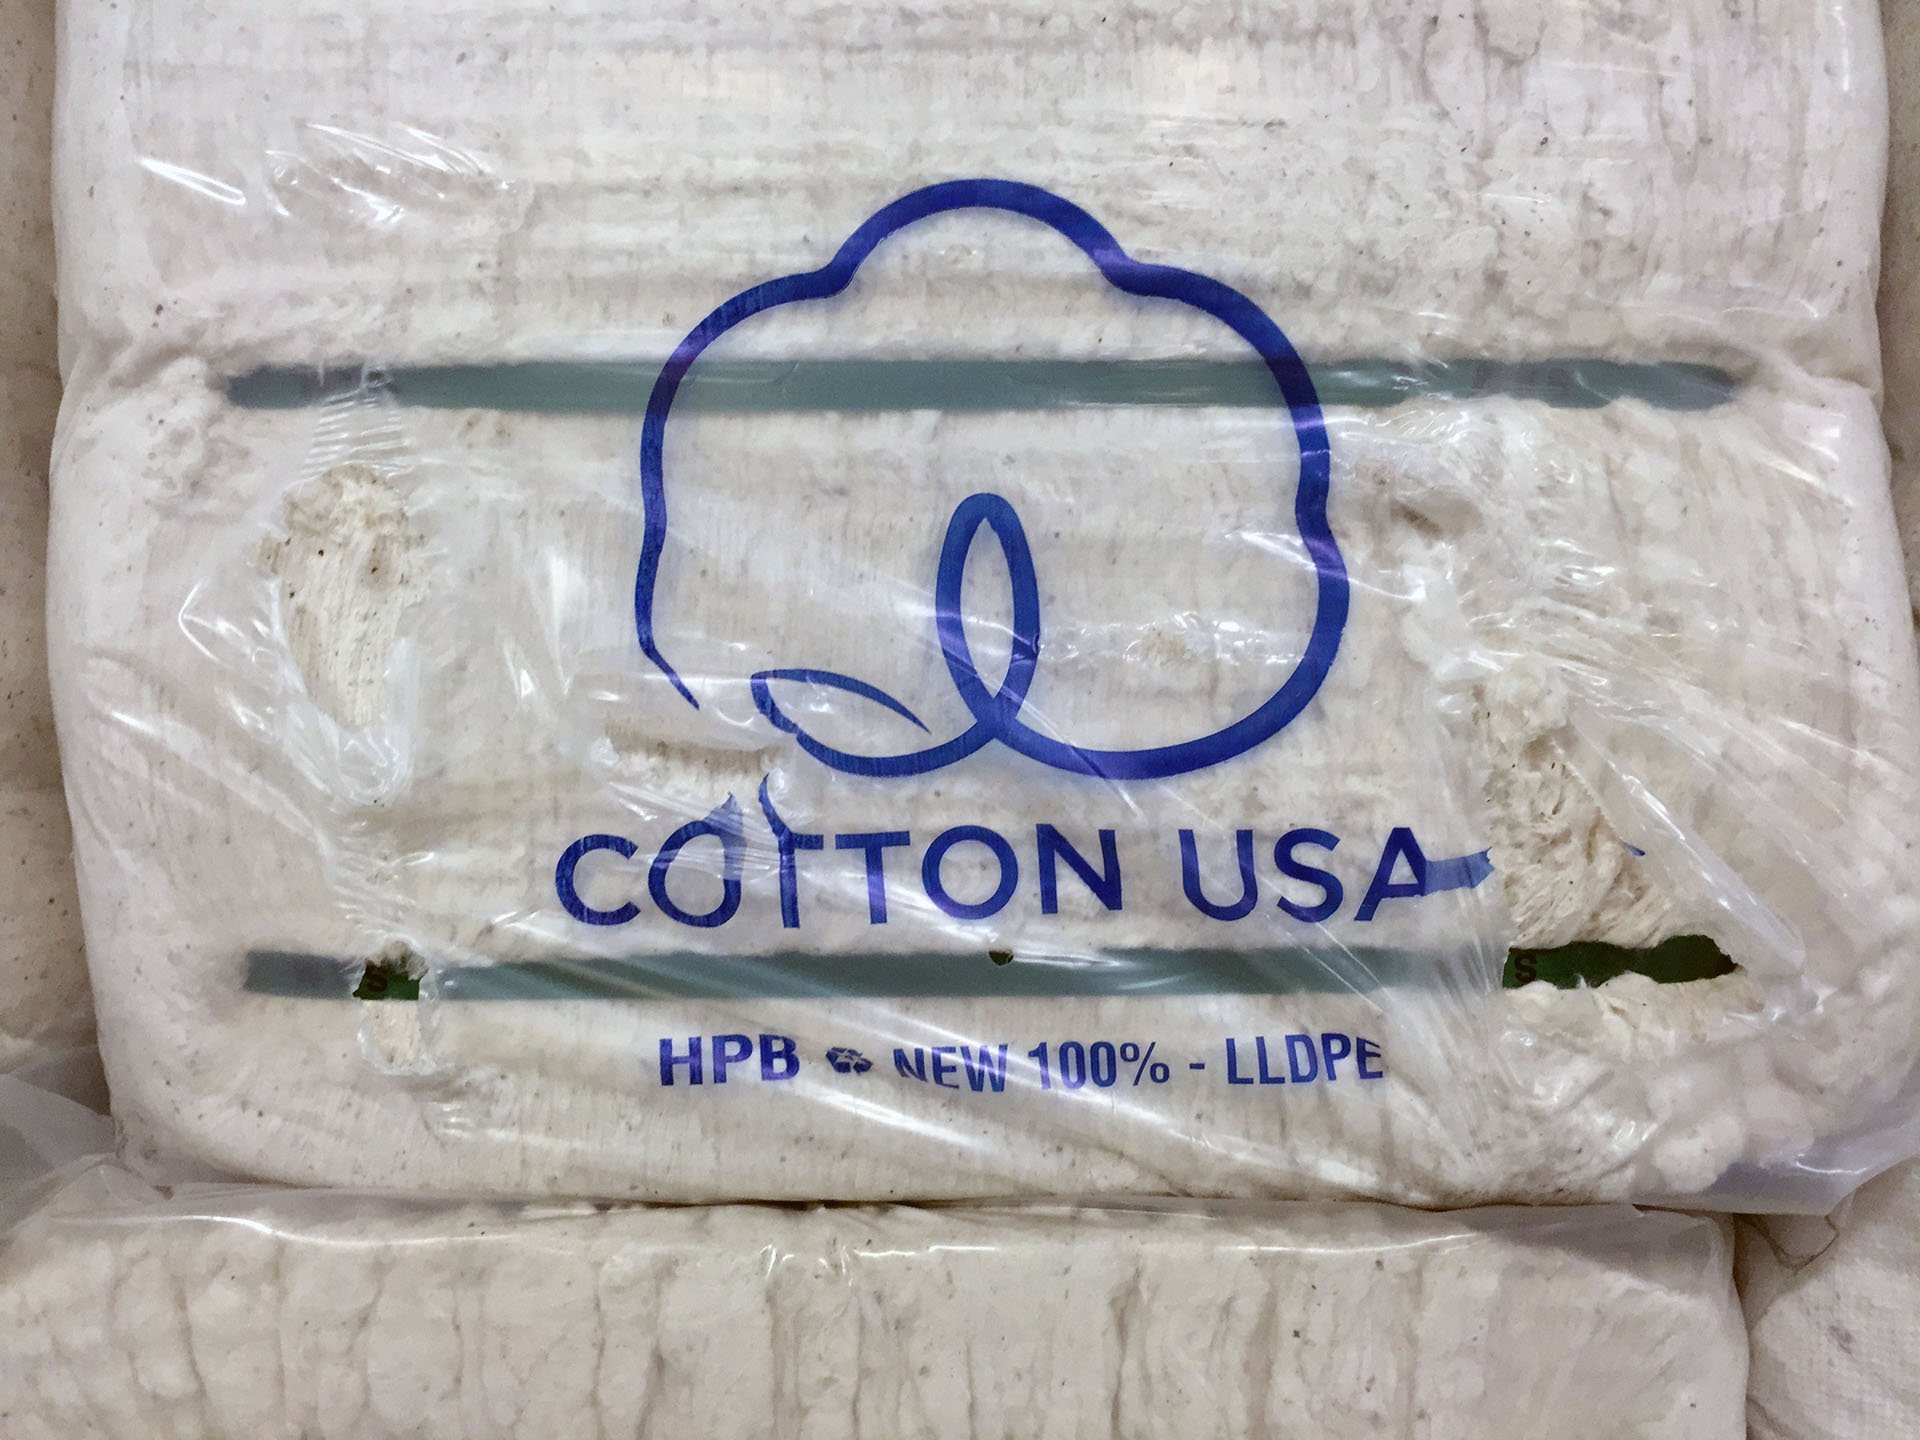 COTTON USA
S S
HPB ♻ NEW 100% - LLDPE